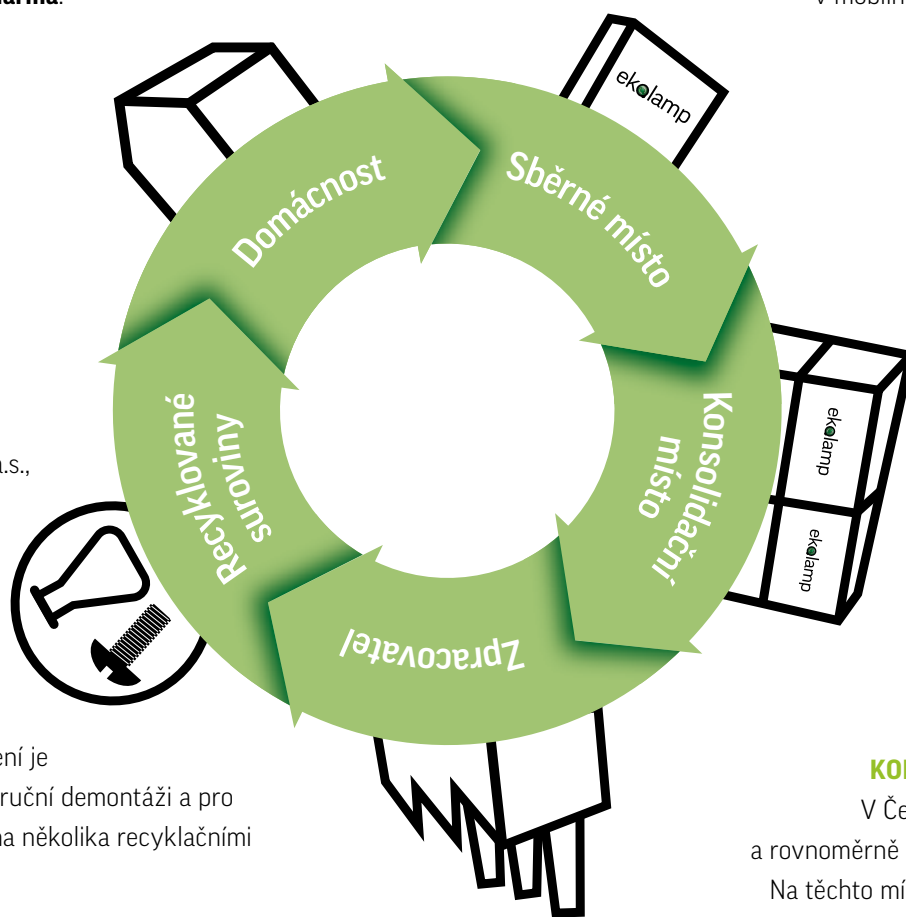 Domácnost
ekolamp
Sběrné místo
Konsolidační
místo
ekolamp
ekolamp
Zpracovatel
Recyklované
suroviny
a.s.,
ení je
ruční demontáži a pro
na několika recyklačními
KO
V Če
a rovnoměrně
Na těchto mí